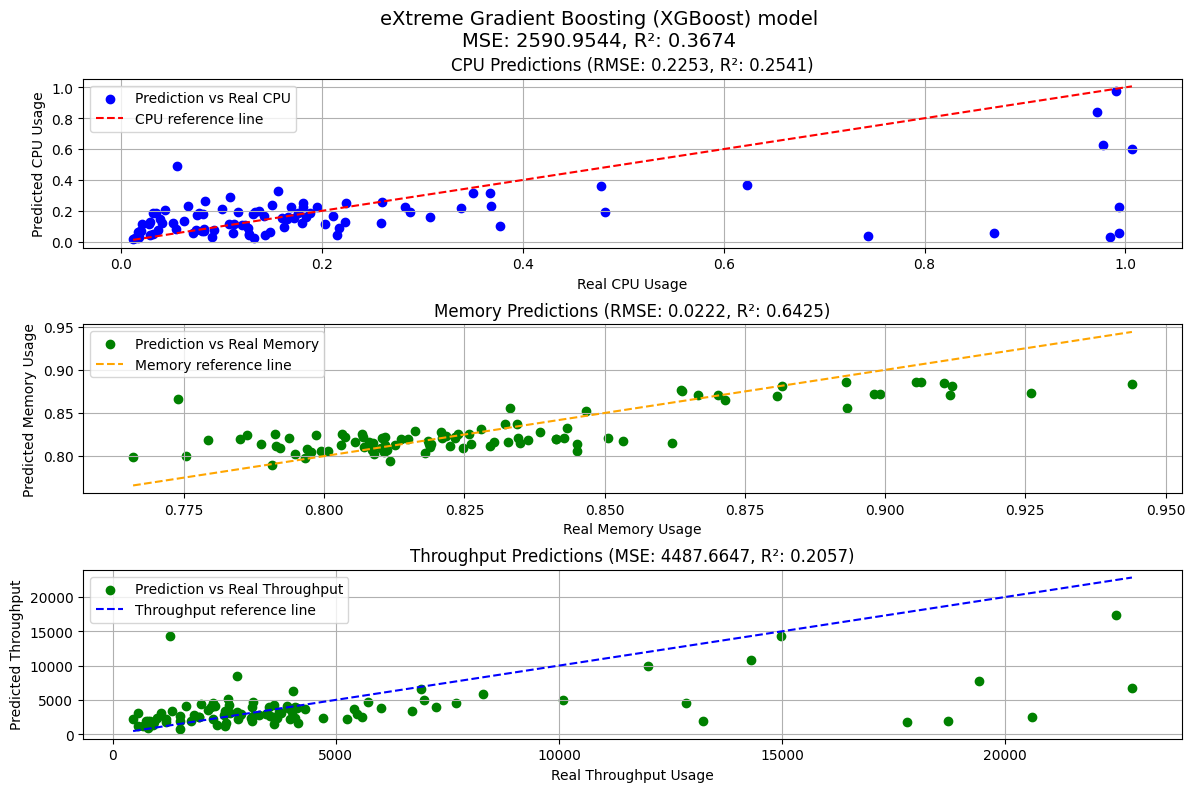 eXtreme Gradient Boosting (XGBoost) model
MSE: 2590.9544, R²: 0.3674
CPU Predictions (RMSE: 0.2253, R²: 0.2541)
Predicted CPU Usage
1.0
0.8
0.6
0.4
0.2
0.0
Prediction vs Real CPU
CPU reference line
0.0 0.2 0.4 0.6 0.8 1.0
Real CPU Usage
Memory Predictions (RMSE: 0.0222, R²: 0.6425)
Predicted Memory Usage
0.95
0.90
0.85
0.80
Prediction vs Real Memory
Memory reference line
0.775 0.800 0.825 0.850 0.875 0.900 0.925 0.950
Real Memory Usage
Throughput Predictions (MSE: 4487.6647, R²: 0.2057)
Predicted Throughput
20000
15000
10000
5000
0
Prediction vs Real Throughput
Throughput reference line
0 5000 10000 15000 20000
Real Throughput Usage